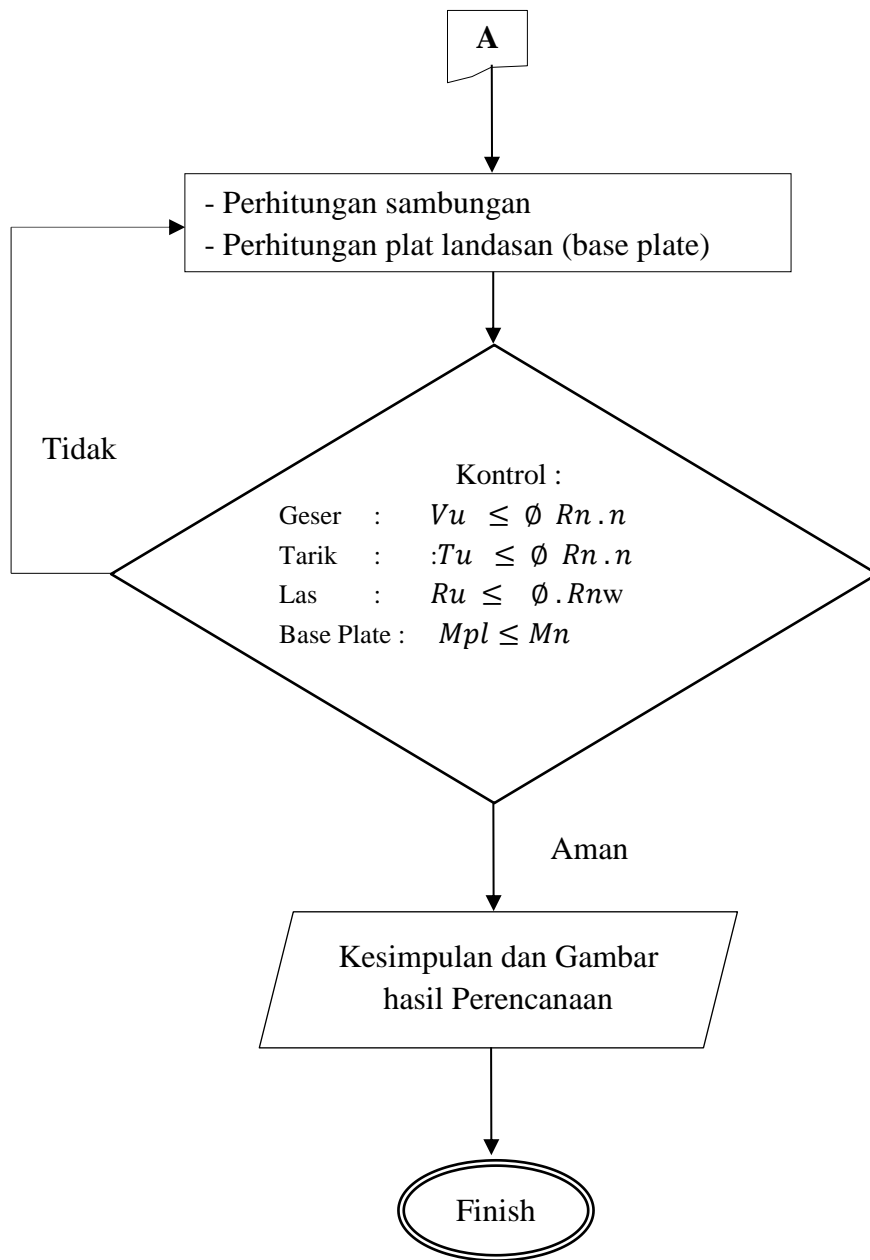 A
- Perhitungan sambungan
- Perhitungan plat landasan (base plate)
Tidak
Kontrol :
Geser : Vu ≤ ∅ Rn .n
Tarik : :Tu ≤ ∅ Rn .n
Las : Ru ≤ ∅ . Rnw
Base Plate : Mpl ≤ Mn
Aman
Kesimpulan dan Gambar
hasil Perencanaan
Finish